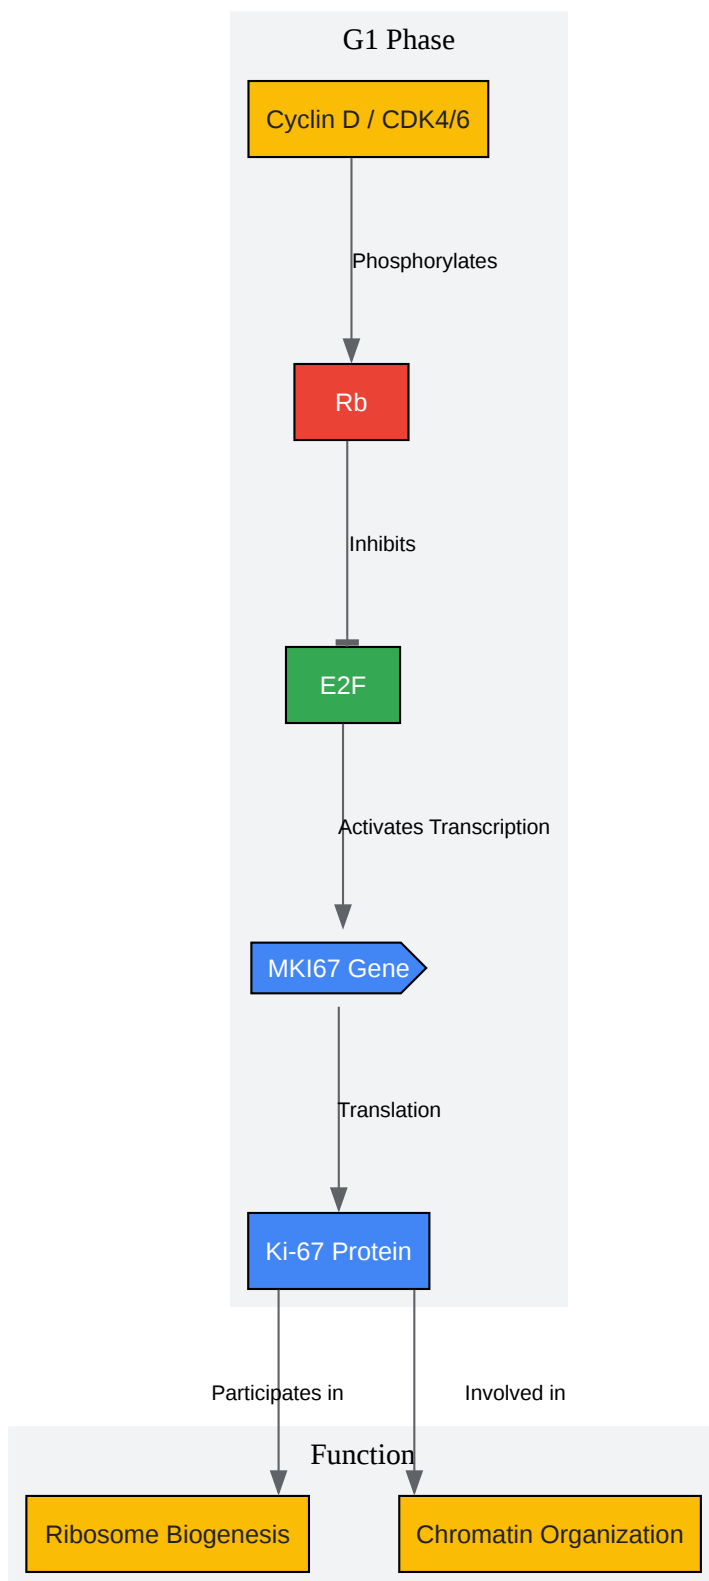 G1 Phase
Cyclin D / CDK4/6
Phosphorylates
Rb
Inhibits
E2F
Activates Transcription
MKI67 Gene
Translation
Ki-67 Protein
Participates in
Involved in
Function
Ribosome Biogenesis
Chromatin Organization